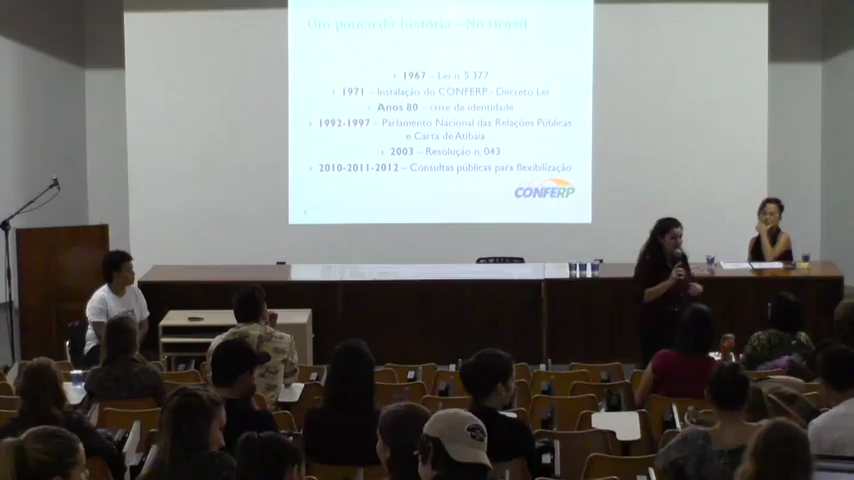 Um pouco da história – No Brasil
› 1967 – Lei n. 5.377
› 1971 – Instalação do CONFERP - Decreto Lei
› Anos 80 – crise de identidade
› 1992-1997 – Parlamento Nacional das Relações Públicas
e Carta de Atibaia
› 2003 – Resolução n. 043
› 2010-2011-2012 – Consultas públicas para flexibilização
CONFERP